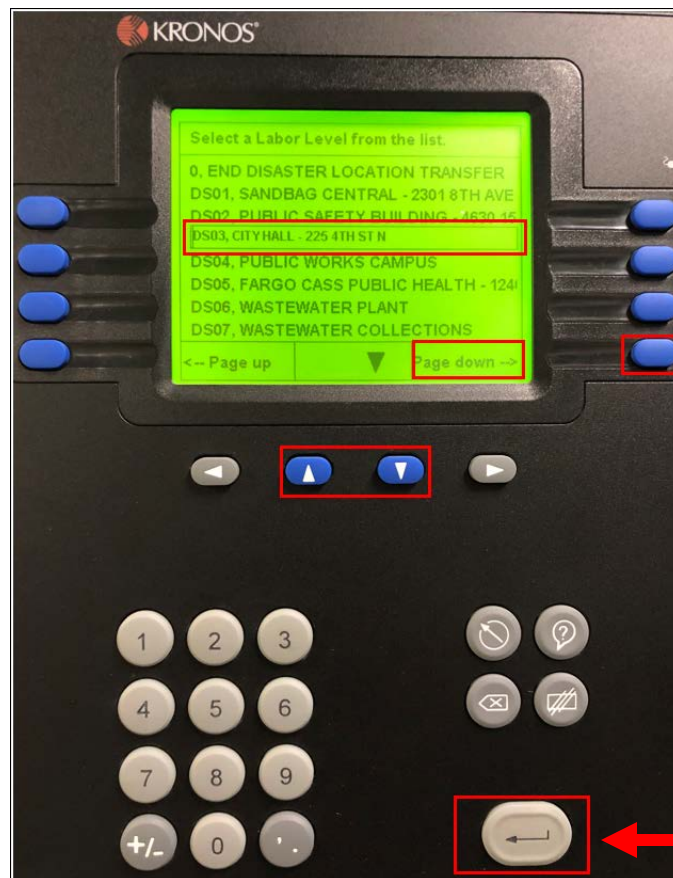 KRONOS®
Select a Labor Level from the list.
0, END DISASTER LOCATION TRANSFER
DS01, SANDBAG CENTRAL - 2301 8TH AVE
DS02, PUBLIC SAFETY BUILDING - 4630 15
DS03, CITY HALL - 225 4TH ST N
DS04, PUBLIC WORKS CAMPUS
DS05, FARGO CASS PUBLIC HEALTH - 1240
DS06, WASTEWATER PLANT
DS07, WASTEWATER COLLECTIONS
<-- Page up Page down -->
1 2 3
4 5 6
7 8 9
+/- 0 ' .